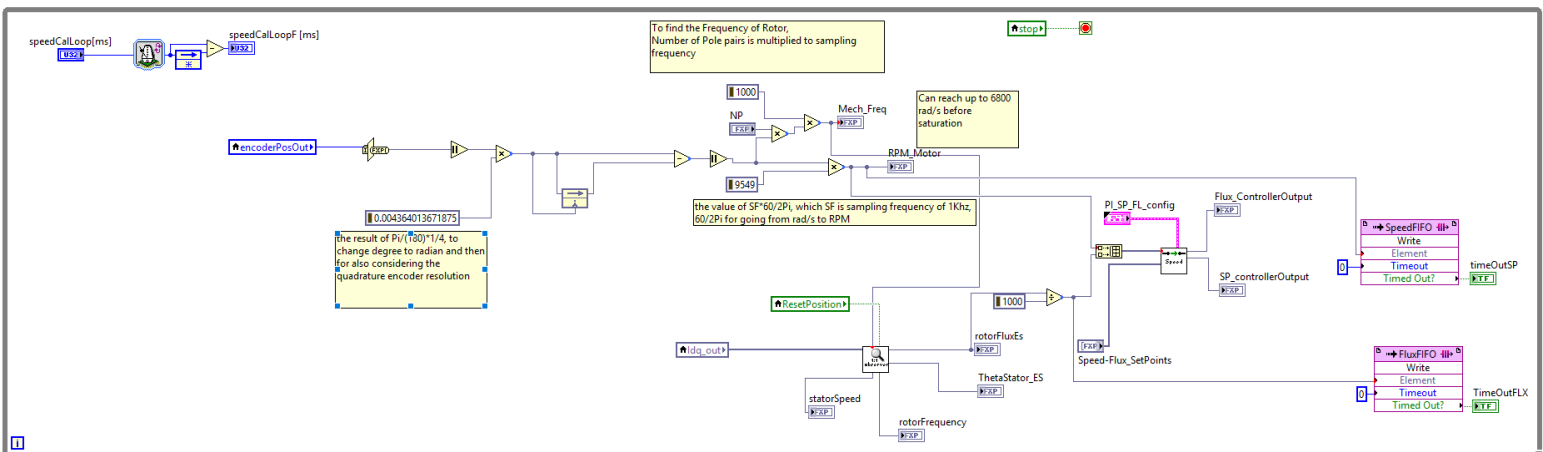 speedCalLoop[ms]
U32
speedCalLoopF [ms]
U32
To find the Frequency of Rotor,
Number of Pole pairs is multiplied to sampling
frequency
stop
1000
NP
FXP
Mech_Freq
FXP
Can reach up to 6800
rad/s before
saturation
encoderPosOut
FXP
RPM_Motor
FXP
9549
0.004364013671875
the value of SF*60/2Pi, which SF is sampling frequency of 1Khz,
60/2Pi for going from rad/s to RPM
the result of Pi/(180)*1/4, to
change degree to radian and then
for also considering the
quadrature encoder resolution
PI_SP_FL_config
Flux_ControllerOutput
FXP
Speed
SP_controllerOutput
FXP
SpeedFIFO
Write
Element
0
Timeout
Timed Out?
timeOutSP
TF
ResetPosition
1000
Idq_out
observer
rotorFluxEs
FXP
FXP
Speed-Flux_SetPoints
ThetaStator_ES
FXP
statorSpeed
FXP
rotorFrequency
FXP
FluxFIFO
Write
Element
0
Timeout
Timed Out?
TimeOutFLX
TF
i